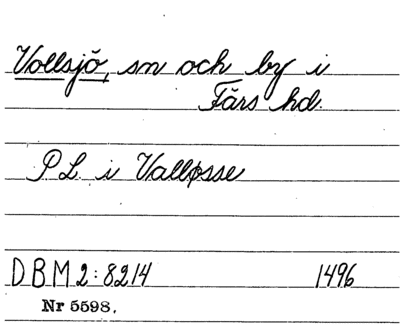 Vollsjö, sn och by i
Färs hd.
P L i Valløsse
DBM 2:8214 1496
Nr 5598.